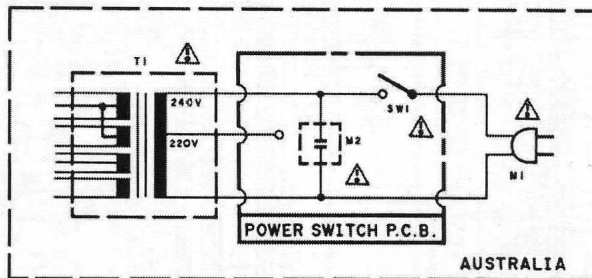 T1
240V
220V
SW1
M2
M1
POWER SWITCH P.C.B.
AUSTRALIA